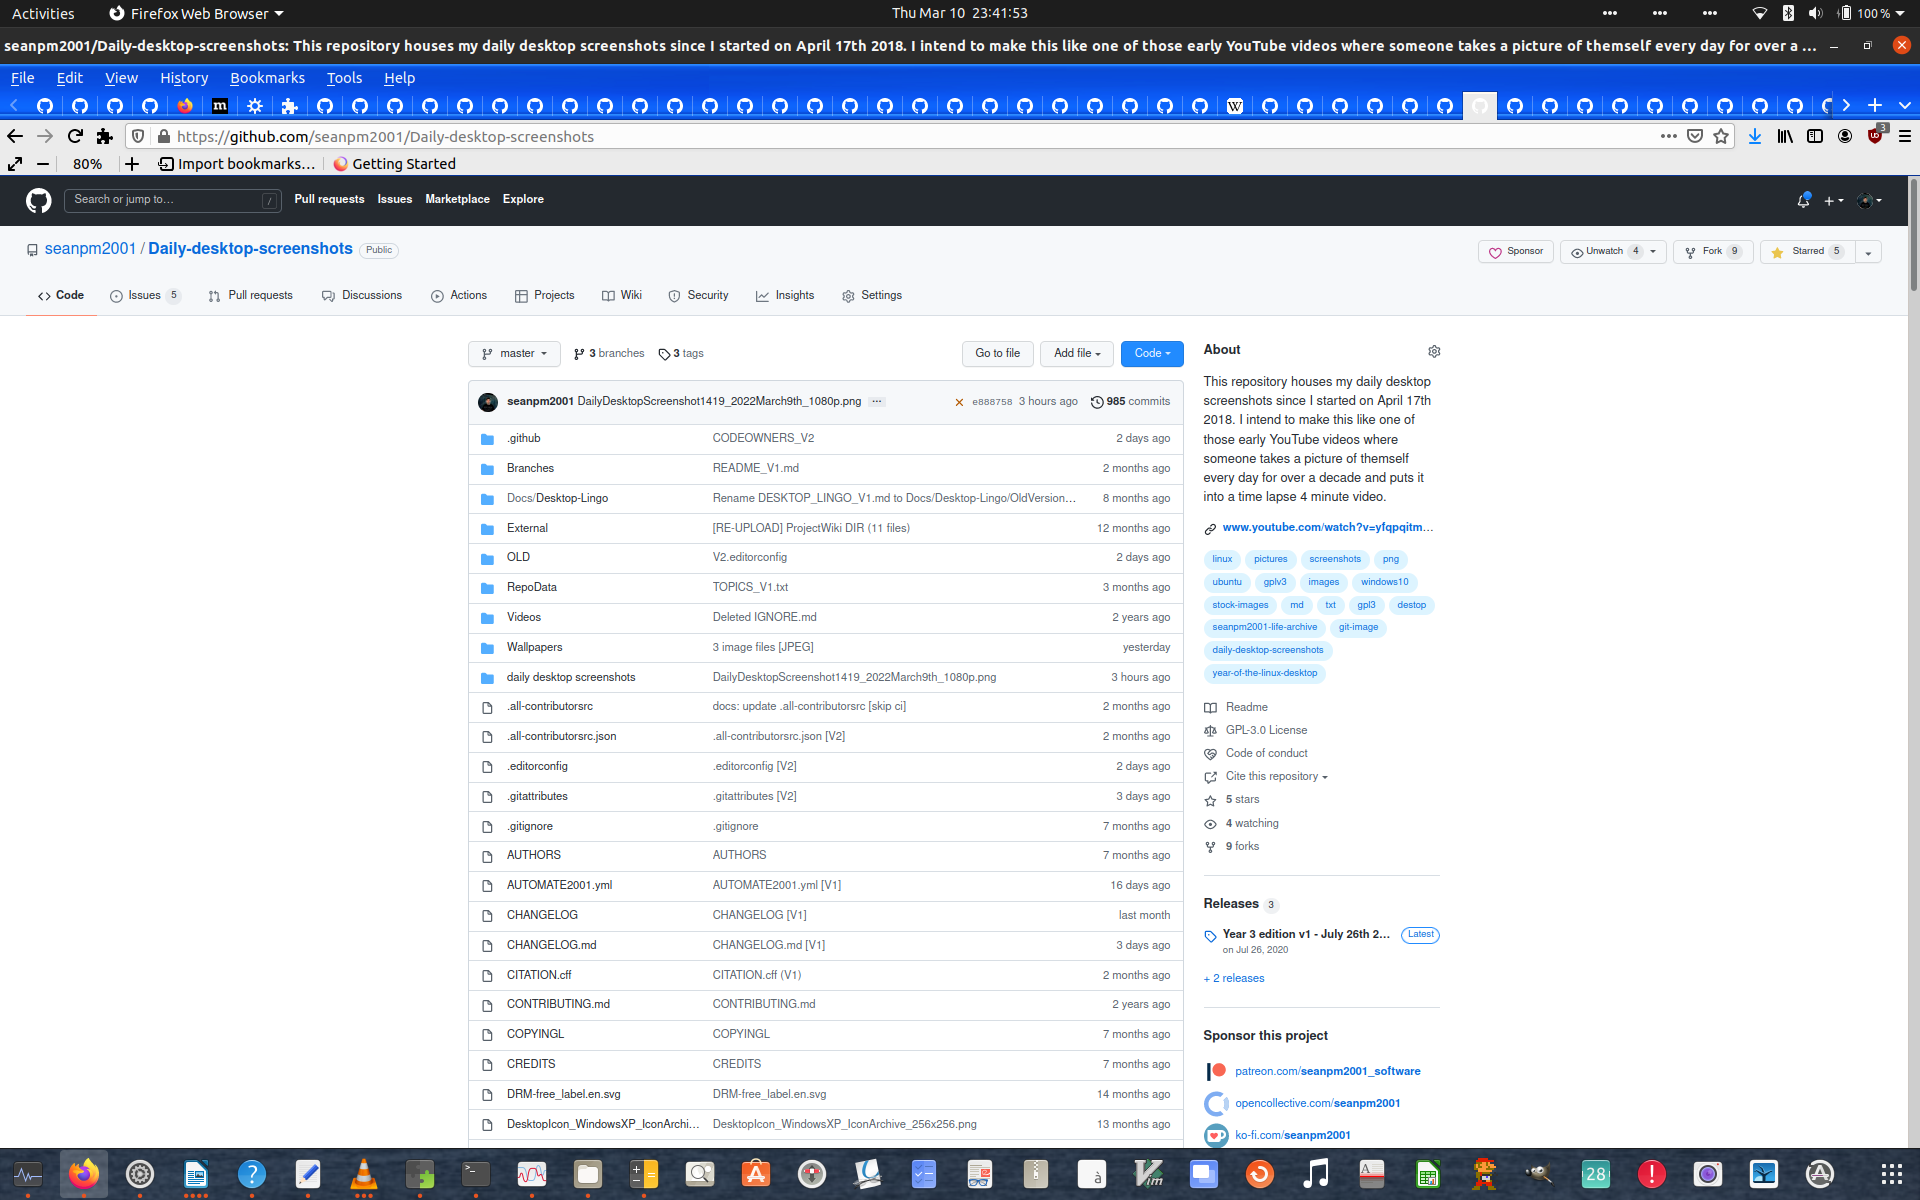 Activities
Firefox Web Browser
Thu Mar 10 23:41:53
100 %
seanpm2001/Daily-desktop-screenshots: This repository houses my daily desktop screenshots since I started on April 17th 2018. I intend to make this like one of those early YouTube videos where someone takes a picture of themself every day for over a ...
File Edit View History Bookmarks Tools Help
https://github.com/seanpm2001/Daily-desktop-screenshots
3
80%
Import bookmarks...
Getting Started
Search or jump to...
/
Pull requests
Issues
Marketplace
Explore
seanpm2001 / Daily-desktop-screenshots
Public
Sponsor
Unwatch 4
Fork 9
Starred 5
Code
Issues 5
Pull requests
Discussions
Actions
Projects
Wiki
Security
Insights
Settings
master
3 branches
3 tags
Go to file
Add file
Code
seanpm2001 DailyDesktopScreenshot1419_2022March9th_1080p.png ...
e888758 3 hours ago
985 commits
.github CODEOWNERS_V2 2 days ago
Branches README_V1.md 2 months ago
Docs/Desktop-Lingo Rename DESKTOP_LINGO_V1.md to Docs/Desktop-Lingo/OldVersion... 8 months ago
External [RE-UPLOAD] ProjectWiki DIR (11 files) 12 months ago
OLD V2.editorconfig 2 days ago
RepoData TOPICS_V1.txt 3 months ago
Videos Deleted IGNORE.md 2 years ago
Wallpapers 3 image files [JPEG] yesterday
daily desktop screenshots DailyDesktopScreenshot1419_2022March9th_1080p.png 3 hours ago
.all-contributorsrc docs: update .all-contributorsrc [skip ci] 2 months ago
.all-contributorsrc.json .all-contributorsrc.json [V2] 2 months ago
.editorconfig .editorconfig [V2] 2 days ago
.gitattributes .gitattributes [V2] 3 days ago
.gitignore .gitignore 7 months ago
AUTHORS AUTHORS 7 months ago
AUTOMATE2001.yml AUTOMATE2001.yml [V1] 16 days ago
CHANGELOG CHANGELOG [V1] last month
CHANGELOG.md CHANGELOG.md [V1] 3 days ago
CITATION.cff CITATION.cff (V1) 2 months ago
CONTRIBUTING.md CONTRIBUTING.md 2 years ago
COPYINGL COPYINGL 7 months ago
CREDITS CREDITS 7 months ago
DRM-free_label.en.svg DRM-free_label.en.svg 14 months ago
DesktopIcon_WindowsXP_IconArchi... DesktopIcon_WindowsXP_IconArchive_256x256.png 13 months ago
About
This repository houses my daily desktop
screenshots since I started on April 17th
2018. I intend to make this like one of
those early YouTube videos where
someone takes a picture of themself
every day for over a decade and puts it
into a time lapse 4 minute video.
www.youtube.com/watch?v=yfqpqitm...
linux pictures screenshots png
ubuntu gplv3 images windows10
stock-images md txt gpl3 destop
seanpm2001-life-archive git-image
daily-desktop-screenshots
year-of-the-linux-desktop
Readme
GPL-3.0 License
Code of conduct
Cite this repository
5 stars
4 watching
9 forks
Releases 3
Year 3 edition v1 - July 26th 2... Latest
on Jul 26, 2020
+ 2 releases
Sponsor this project
patreon.com/seanpm2001_software
opencollective.com/seanpm2001
ko-fi.com/seanpm2001
28